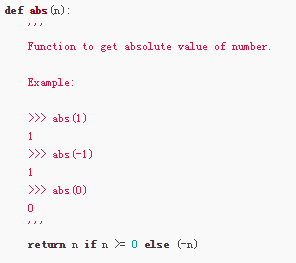 def abs(n):
'''
Function to get absolute value of number.
Example:
>>> abs(1)
1
>>> abs(-1)
1
>>> abs(0)
0
'''
return n if n >= 0 else (-n)